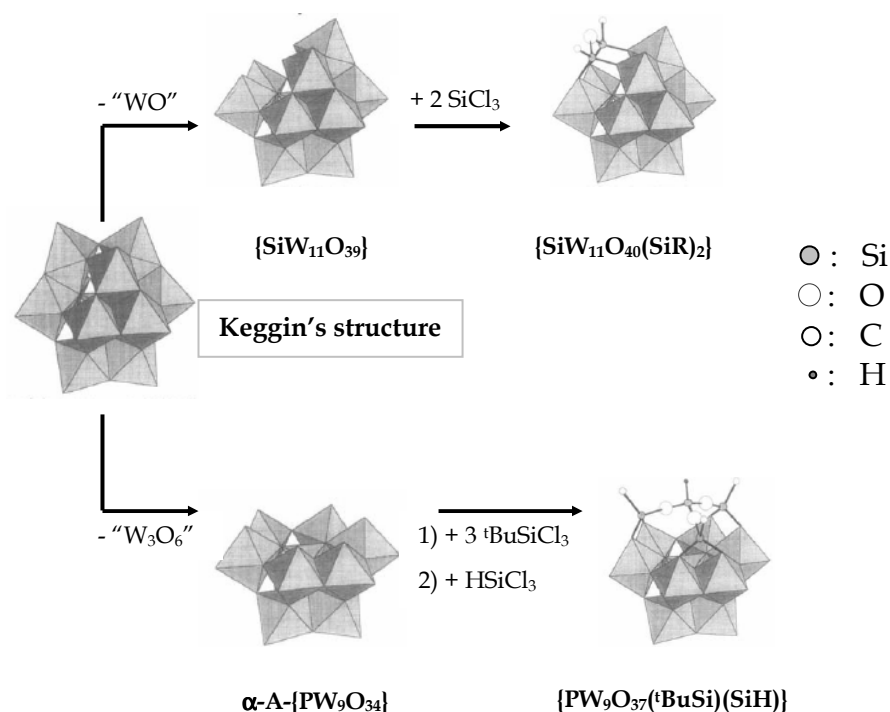 - “WO”
+ 2 SiCl₃
{SiW₁₁O₃₉}
{SiW₁₁O₄₀(SiR)₂}
Keggin’s structure
: Si
: O
: C
: H
- “W₃O₆”
1) + 3 ᵗBuSiCl₃
2) + HSiCl₃
α-A-{PW₉O₃₄}
{PW₉O₃₇(ᵗBuSi)(SiH)}